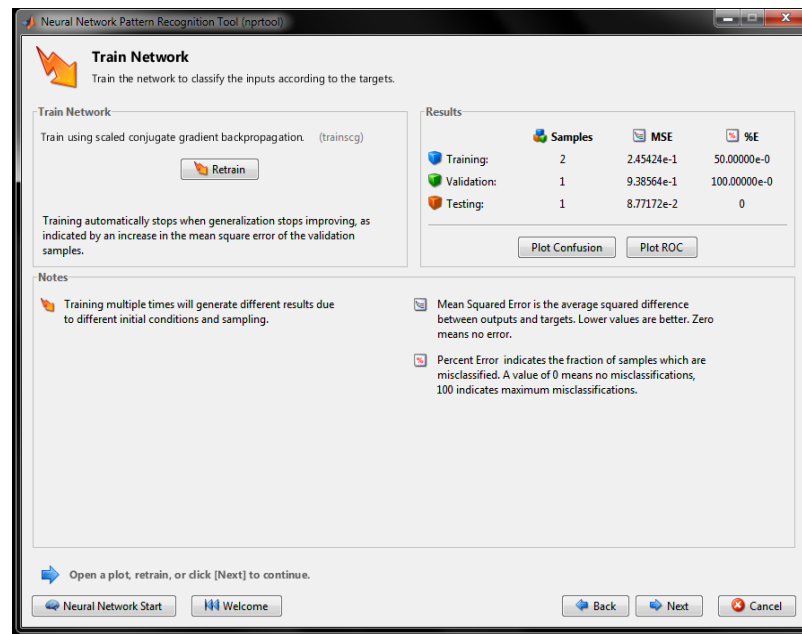 Neural Network Pattern Recognition Tool (nprtool)
Train Network
Train the network to classify the inputs according to the targets.
Train Network
Train using scaled conjugate gradient backpropagation. (trainscg)
Retrain
Training automatically stops when generalization stops improving, as
indicated by an increase in the mean square error of the validation
samples.
Results
Samples MSE %E
Training: 2 2.45424e-1 50.00000e-0
Validation: 1 9.38564e-1 100.00000e-0
Testing: 1 8.77172e-2 0
Plot Confusion Plot ROC
Notes
Training multiple times will generate different results due
to different initial conditions and sampling.
Mean Squared Error is the average squared difference
between outputs and targets. Lower values are better. Zero
means no error.
Percent Error indicates the fraction of samples which are
misclassified. A value of 0 means no misclassifications,
100 indicates maximum misclassifications.
Open a plot, retrain, or click [Next] to continue.
Neural Network Start Welcome Back Next Cancel